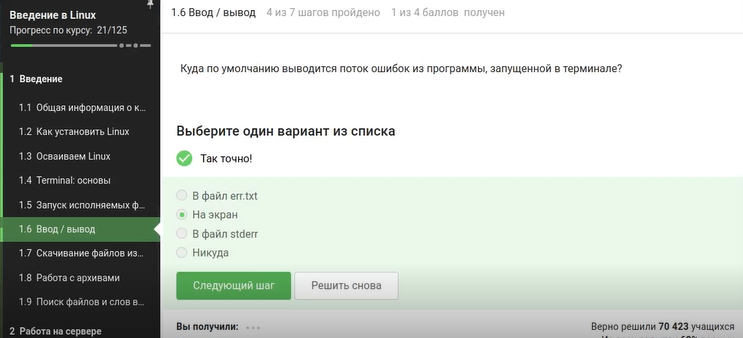 Введение в Linux
Прогресс по курсу: 21/125
1 Введение
1.1 Общая информация о к...
1.2 Как установить Linux
1.3 Осваиваем Linux
1.4 Terminal: основы
1.5 Запуск исполняемых ф...
1.6 Ввод / вывод
1.7 Скачивание файлов из...
1.8 Работа с архивами
1.9 Поиск файлов и слов в...
2 Работа на сервере
1.6 Ввод / вывод 4 из 7 шагов пройдено 1 из 4 баллов получен
Куда по умолчанию выводится поток ошибок из программы, запущенной в терминале?
Выберите один вариант из списка
Так точно!
В файл err.txt
На экран
В файл stderr
Никуда
Следующий шаг Решить снова
Вы получили: Верно решили 70 423 учащихся